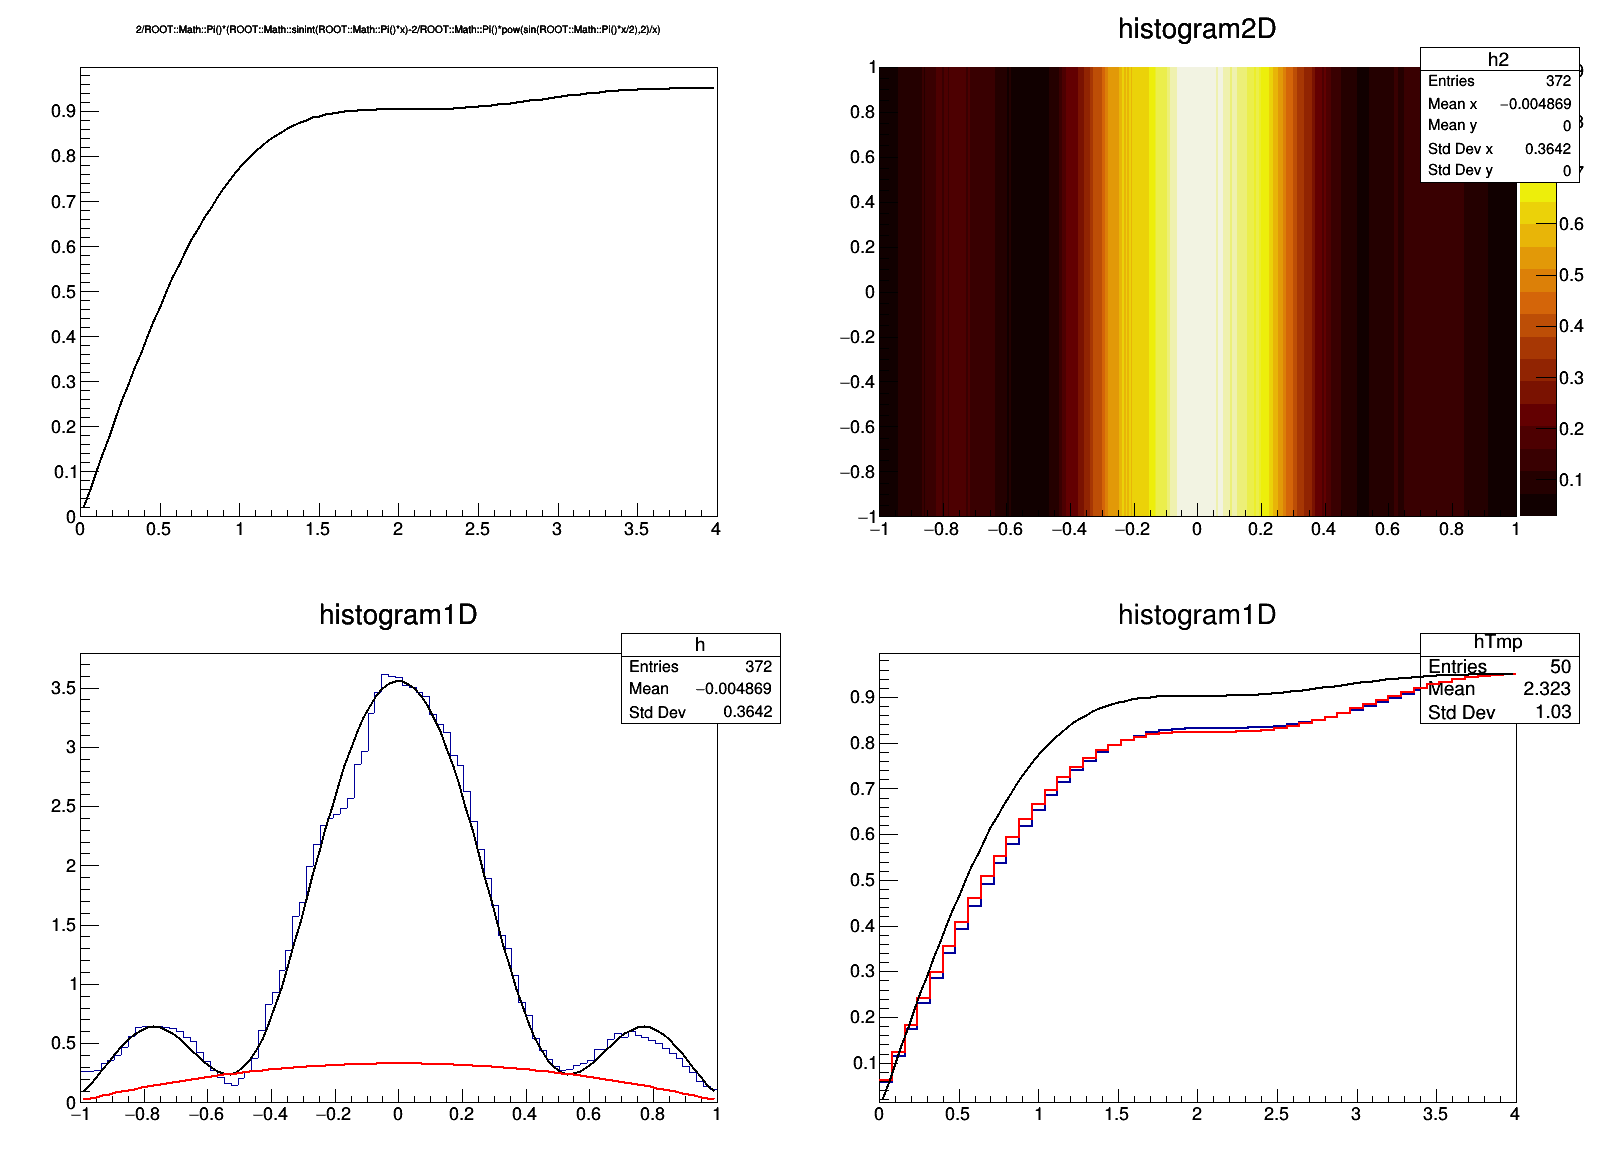 2/ROOT::Math::Pi()*(ROOT::Math::sinint(ROOT::Math::Pi()*x)-2/ROOT::Math::Pi()*pow(sin(ROOT::Math::Pi()*x/2),2)/x)
0.9
0.8
0.7
0.6
0.5
0.4
0.3
0.2
0.1
0
0 0.5 1 1.5 2 2.5 3 3.5 4
histogram2D
h2
Entries 372
Mean x −0.004869
Mean y 0
Std Dev x 0.3642
Std Dev y 0
1
0.8
0.6
0.4
0.2
0
−0.2
−0.4
−0.6
−0.8
−1
−1 −0.8 −0.6 −0.4 −0.2 0 0.2 0.4 0.6 0.8 1
0.6
0.5
0.4
0.3
0.2
0.1
histogram1D
h
Entries 372
Mean −0.004869
Std Dev 0.3642
3.5
3
2.5
2
1.5
1
0.5
0
−1 −0.8 −0.6 −0.4 −0.2 0 0.2 0.4 0.6 0.8 1
histogram1D
hTmp
Entries 50
Mean 2.323
Std Dev 1.03
0.9
0.8
0.7
0.6
0.5
0.4
0.3
0.2
0.1
0 0.5 1 1.5 2 2.5 3 3.5 4